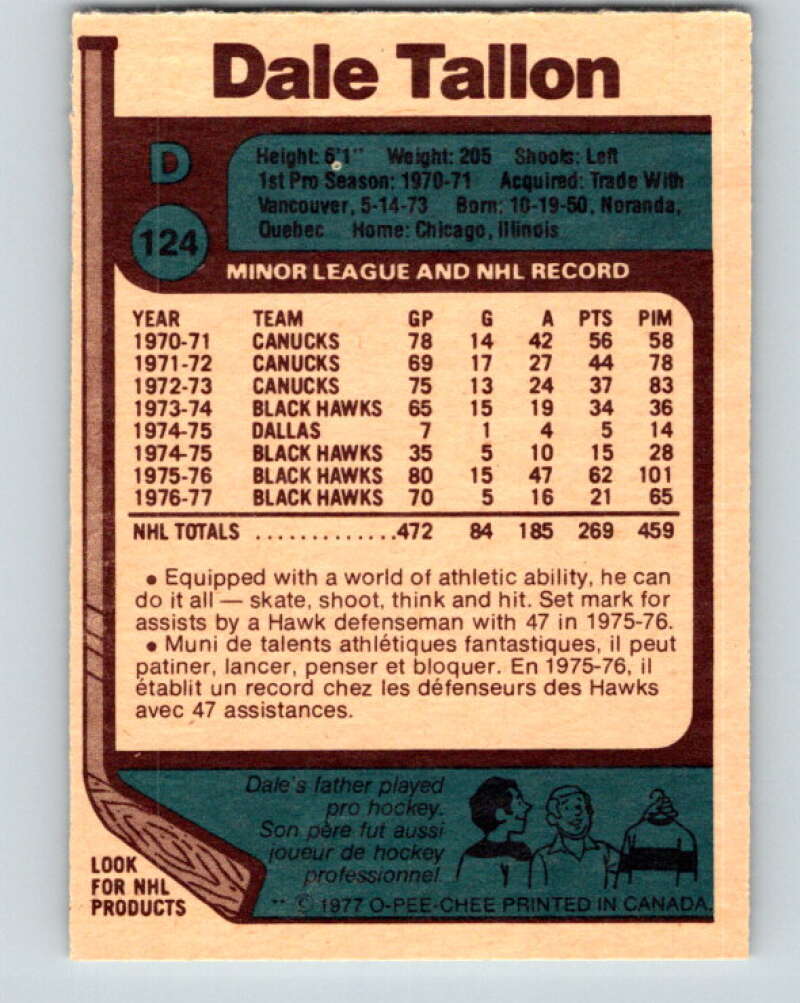 Dale Tallon
D
124
Height: 6'1" Weight: 205 Shoots: Left
1st Pro Season: 1970-71 Acquired: Trade With
Vancouver, 5-14-73 Born: 10-19-50, Noranda,
Quebec Home: Chicago, Illinois
MINOR LEAGUE AND NHL RECORD
YEAR TEAM GP G A PTS PIM
1970-71 CANUCKS 78 14 42 56 58
1971-72 CANUCKS 69 17 27 44 78
1972-73 CANUCKS 75 13 24 37 83
1973-74 BLACK HAWKS 65 15 19 34 36
1974-75 DALLAS 7 1 4 5 14
1974-75 BLACK HAWKS 35 5 10 15 28
1975-76 BLACK HAWKS 80 15 47 62 101
1976-77 BLACK HAWKS 70 5 16 21 65
NHL TOTALS .............472 84 185 269 459
• Equipped with a world of athletic ability, he can
do it all — skate, shoot, think and hit. Set mark for
assists by a Hawk defenseman with 47 in 1975-76.
• Muni de talents athlétiques fantastiques, il peut
patiner, lancer, penser et bloquer. En 1975-76, il
établit un record chez les défenseurs des Hawks
avec 47 assistances.
Dale's father played
pro hockey.
Son père fut aussi
joueur de hockey
professionnel.
LOOK
FOR NHL
PRODUCTS
** © 1977 O-PEE-CHEE PRINTED IN CANADA.